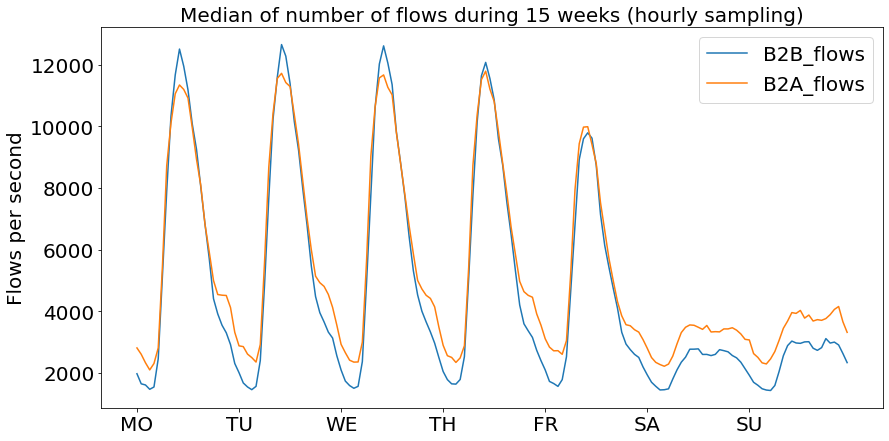 Median of number of flows during 15 weeks (hourly sampling)
B2B_flows
B2A_flows
Flows per second
12000
10000
8000
6000
4000
2000
MO TU WE TH FR SA SU